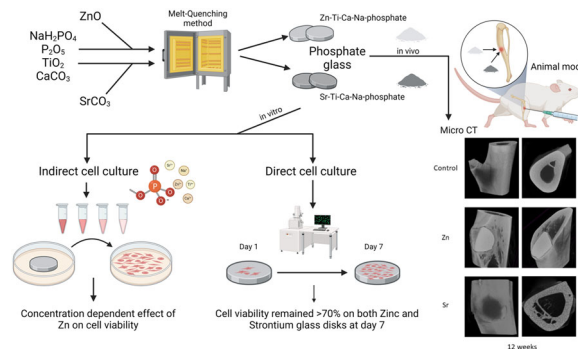 ZnO
NaH₂PO₄
P₂O₅
TiO₂
CaCO₃
SrCO₃
Melt-Quenching
method
Zn-Ti-Ca-Na-phosphate
Phosphate
glass
Sr-Ti-Ca-Na-phosphate
in vivo
in vitro
Animal mod
Micro CT
Control
Zn
Sr
12 weeks
Indirect cell culture
Direct cell culture
Day 1
Day 7
Concentration dependent effect of
Zn on cell viability
Cell viability remained >70% on both Zinc and
Strontium glass disks at day 7